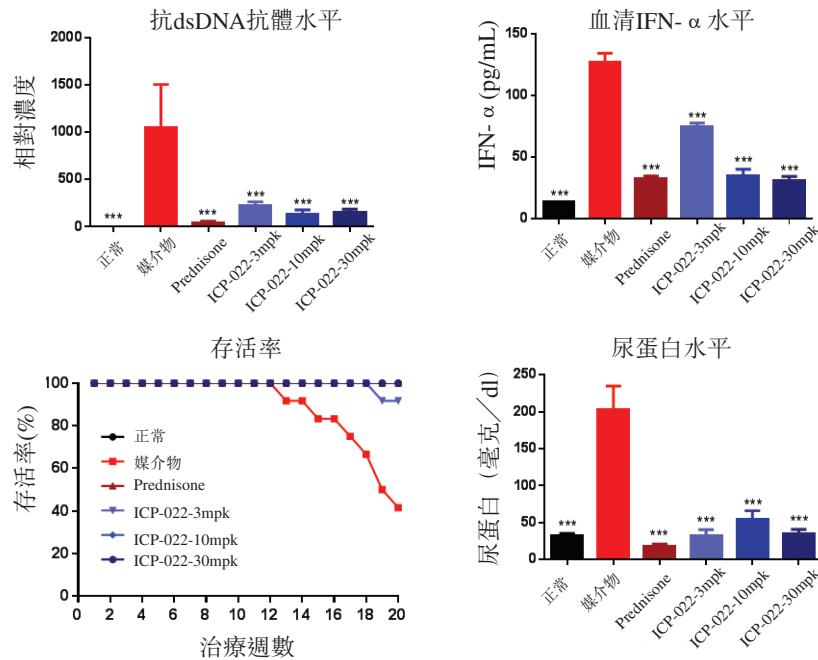 抗dsDNA抗體水平
相對濃度
2000
1500
1000
500
0
***
***
***
***
***
正常
媒介物
Prednisone
ICP-022-3mpk
ICP-022-10mpk
ICP-022-30mpk
血清IFN- α 水平
IFN- α (pg/mL)
150
100
50
0
***
***
***
***
***
正常
媒介物
Prednisone
ICP-022-3mpk
ICP-022-10mpk
ICP-022-30mpk
存活率
存活率(%)
100
80
60
40
20
0
正常
媒介物
Prednisone
ICP-022-3mpk
ICP-022-10mpk
ICP-022-30mpk
0 2 4 6 8 10 12 14 16 18 20
治療週數
尿蛋白水平
尿蛋白（毫克／dl）
250
200
150
100
50
0
***
***
***
***
***
正常
媒介物
Prednisone
ICP-022-3mpk
ICP-022-10mpk
ICP-022-30mpk